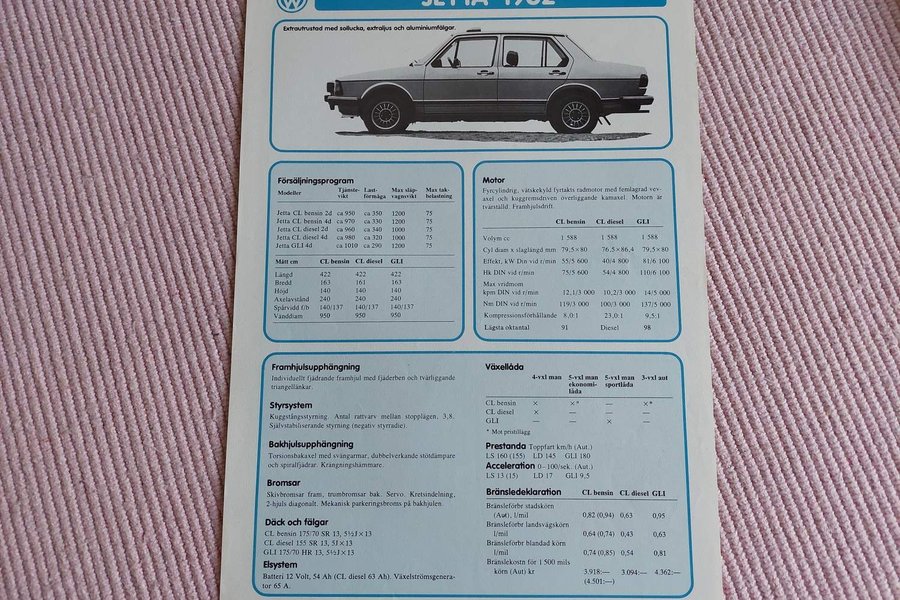 JETTA 1982
Extrautrustad med sollucka, extraljus och aluminiumfälgar.
Försäljningsprogram
Modeller Tjänste-vikt Last-förmåga Max släp-vagnsvikt Max tak-belastning
Jetta CL bensin 2d ca 950 ca 350 1200 75
Jetta CL bensin 4d ca 970 ca 330 1200 75
Jetta CL diesel 2d ca 960 ca 340 1000 75
Jetta CL diesel 4d ca 980 ca 320 1000 75
Jetta GLI 4d ca 1010 ca 290 1200 75
Mått cm CL bensin CL diesel GLI
Längd 422 422 422
Bredd 163 161 163
Höjd 140 140 140
Axelavstånd 240 240 240
Spårvidd f/b 140/137 140/137 140/137
Vänddiam 950 950 950
Motor
Fyrcylindrig, vätskekyld fyrtakts radmotor med femlagrad vev-
axel och kuggremsdriven överliggande kamaxel. Motorn är
tvärställd. Framhjulsdrift.
CL bensin CL diesel GLI
Volym cc 1 588 1 588 1 588
Cyl diam x slaglängd mm 79,5×80 76,5×86,4 79,5×80
Effekt, kW Din vid r/min 55/5 600 40/4 800 81/6 100
Hk DIN vid r/min 75/5 600 54/4 800 110/6 100
Max vridmom
kpm DIN vid r/min 12,1/3 000 10,2/3 000 14/5 000
Nm DIN vid r/min 119/3 000 100/3 000 137/5 000
Kompressionsförhållande 8,0:1 23,0:1 9,5:1
Lägsta oktantal 91 Diesel 98
Framhjulsupphängning
Individuellt fjädrande framhjul med fjäderben och tvärliggande
triangellänkar.
Styrsystem
Kuggstångsstyrning. Antal rattvarv mellan stopplägen, 3,8.
Självstabiliserande styrning (negativ styrradie).
Bakhjulsupphängning
Torsionsbakaxel med svängarmar, dubbelverkande stötdämpare
och spiralfjädrar. Krängningshämmare.
Bromsar
Skivbromsar fram, trumbromsar bak. Servo. Kretsindelning,
2-hjuls diagonalt. Mekanisk parkeringsbroms på bakhjulen.
Däck och fälgar
CL bensin 175/70 SR 13, 5½J×13
CL diesel 155 SR 13, 5J×13
GLI 175/70 HR 13, 5½J×13
Elsystem
Batteri 12 Volt, 54 Ah (CL diesel 63 Ah). Växelströmsgenera-
tor 65 A.
Växellåda
4-vxl man 5-vxl man ekonomi-låda 5-vxl man sportlåda 3-vxl aut
CL bensin × ×* — ×*
CL diesel × — — —
GLI — — × —
* Mot pristillägg
Prestanda Toppfart km/h (Aut.)
LS 160 (155) LD 145 GLI 180
Acceleration 0–100/sek. (Aut.)
LS 13 (15) LD 17 GLI 9,5
Bränsledeklaration CL bensin CL diesel GLI
Bränsleförbr stadskörn
(Aut), l/mil 0,82 (0,94) 0,63 0,95
Bränsleförbr landsvägskörn
l/mil 0,64 (0,74) 0,43 0,63
Bränsleförbr blandad körn
l/mil 0,74 (0,85) 0,54 0,81
Bränslekostn för 1 500 mils
körn (Aut) kr 3.918:— 3.094:— 4.362:—
(4.501:—)